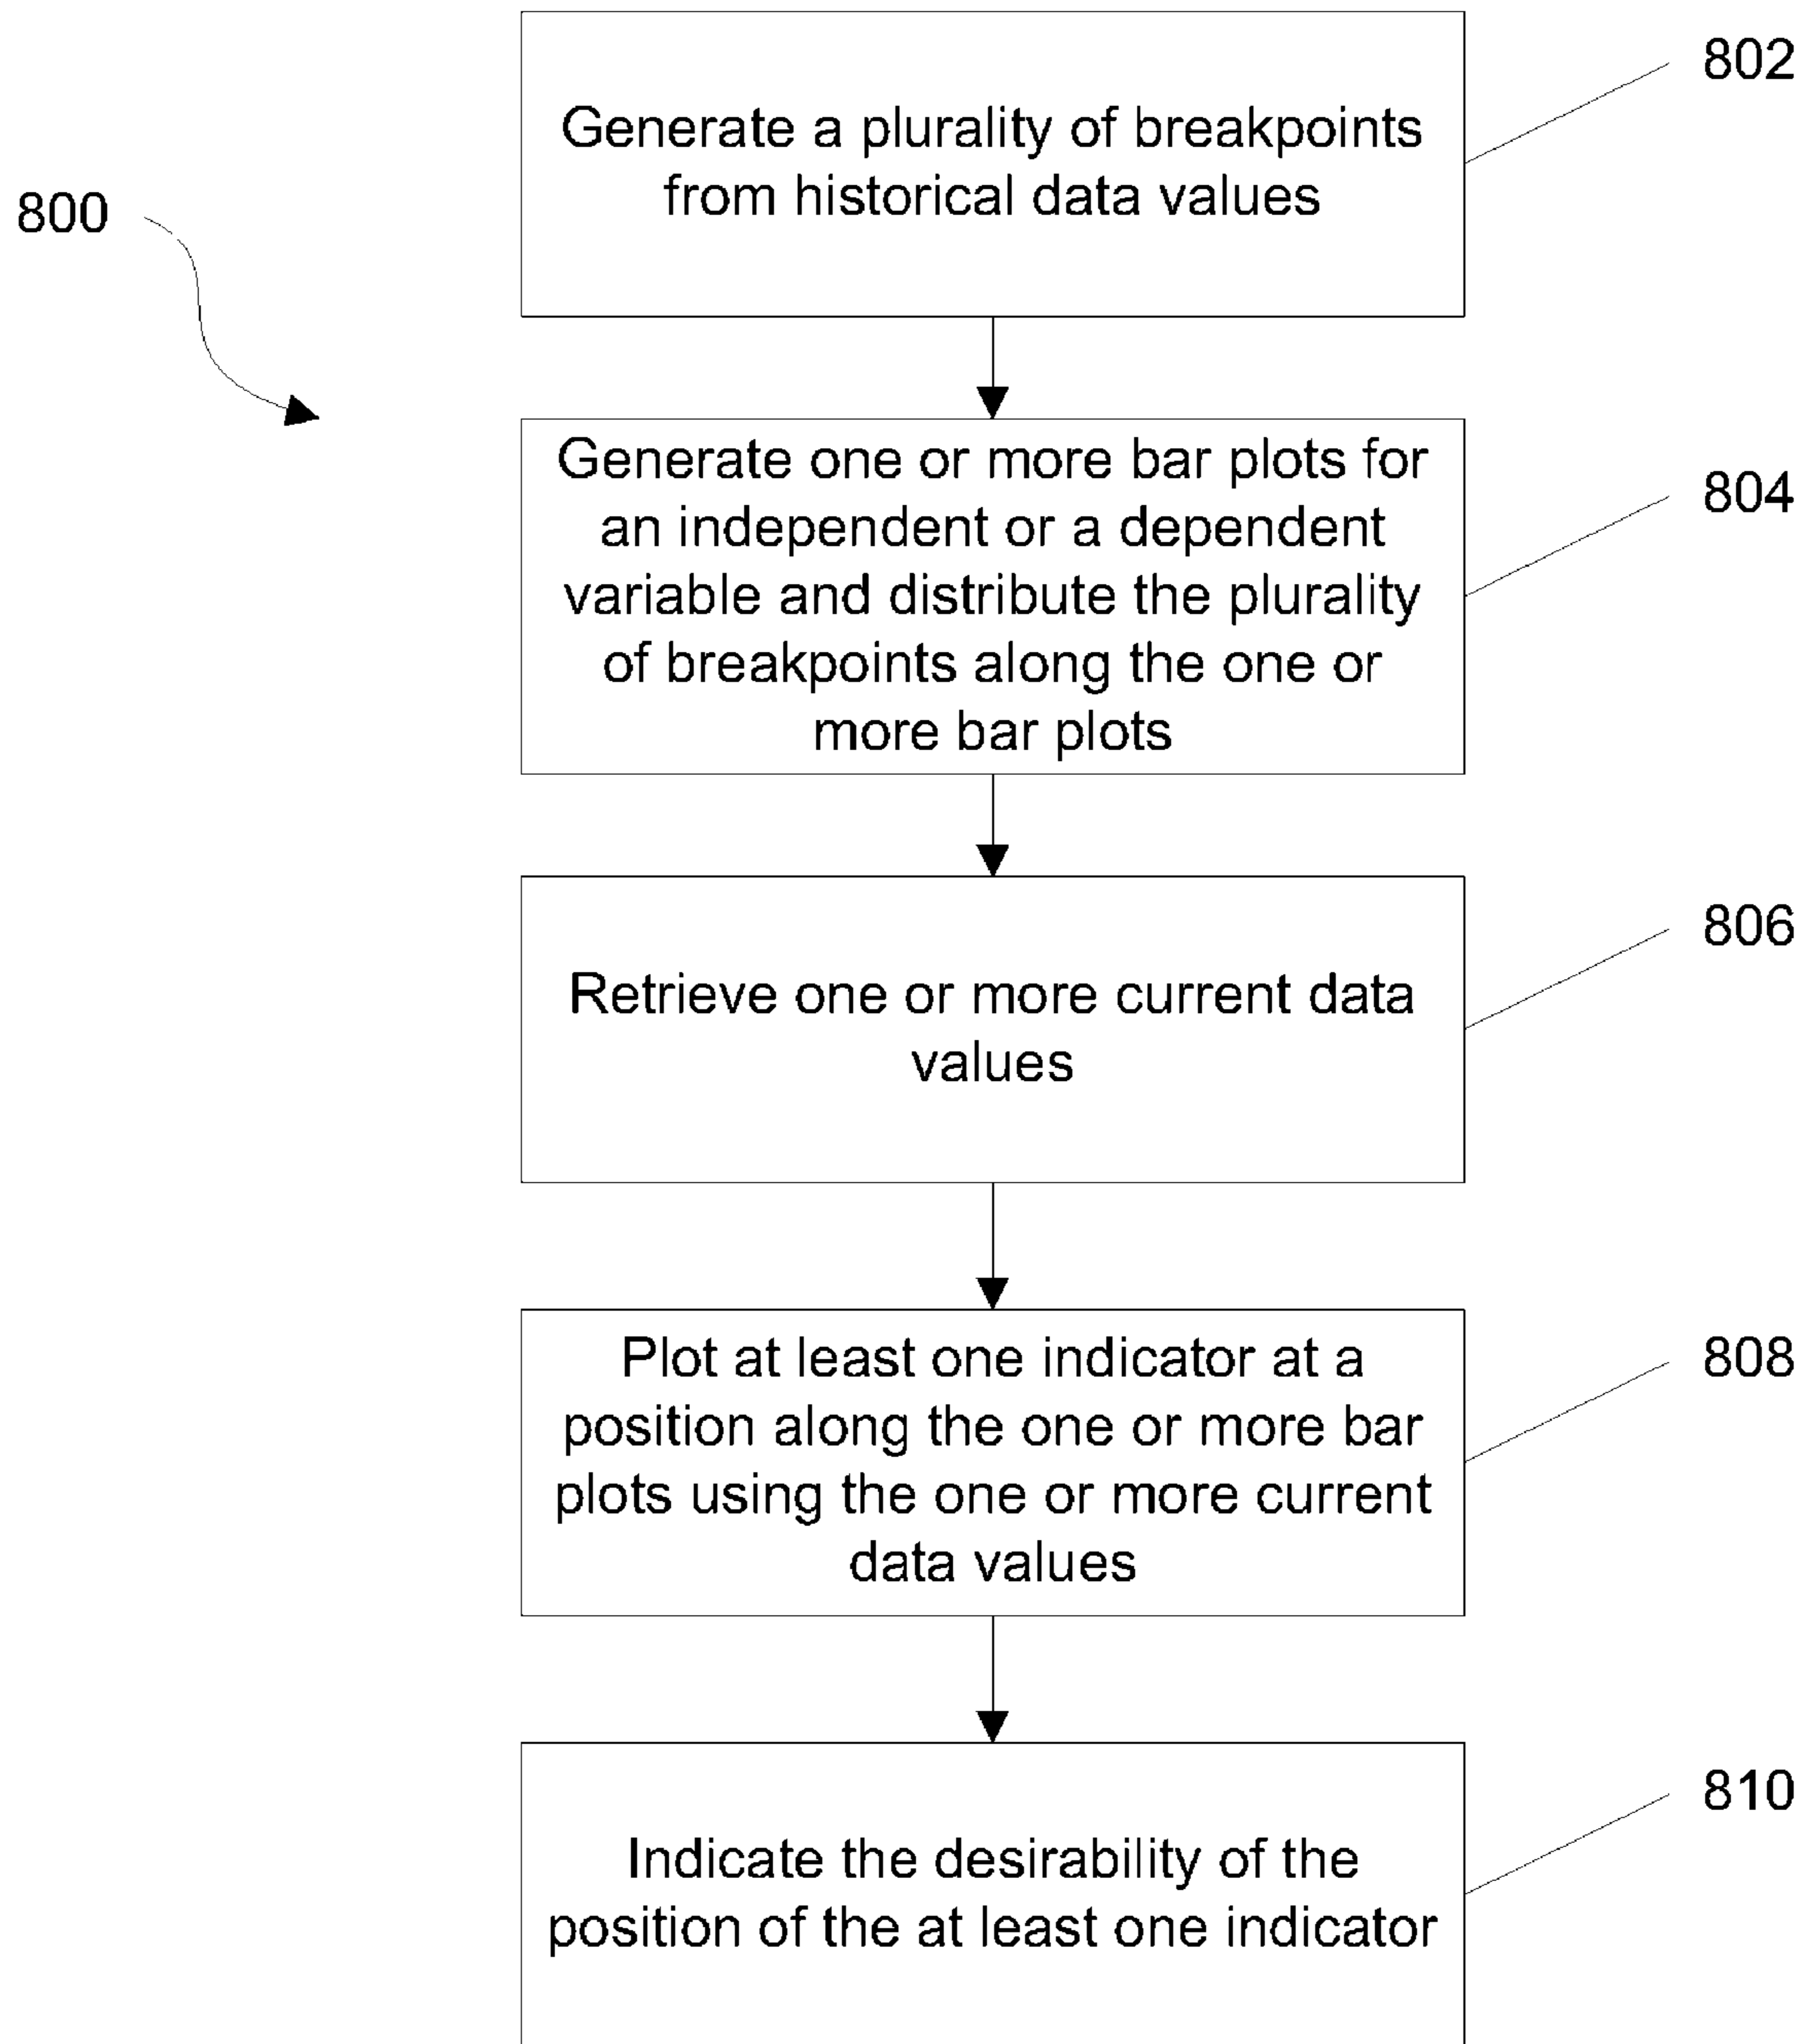 802
Generate a plurality of breakpoints
from historical data values
800
Generate one or more bar plots for
an independent or a dependent
variable and distribute the plurality
of breakpoints along the one or
more bar plots
804
Retrieve one or more current data
values
806
Plot at least one indicator at a
position along the one or more bar
plots using the one or more current
data values
808
Indicate the desirability of the
position of the at least one indicator
810